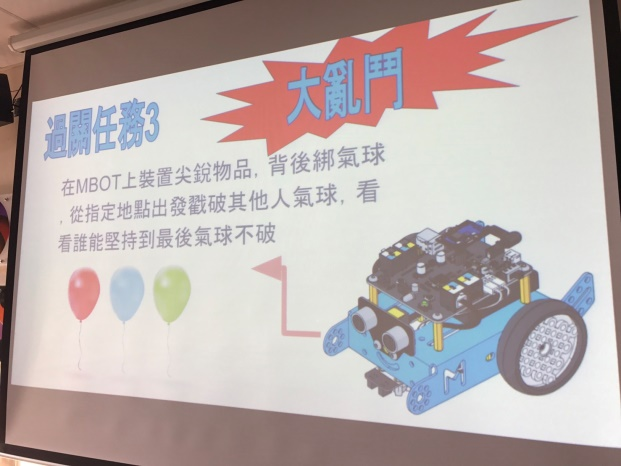 過關任務3
大亂鬥
在MBOT上裝置尖銳物品, 背後綁氣球
, 從指定地點出發戳破其他人氣球, 看
看誰能堅持到最後氣球不破
M